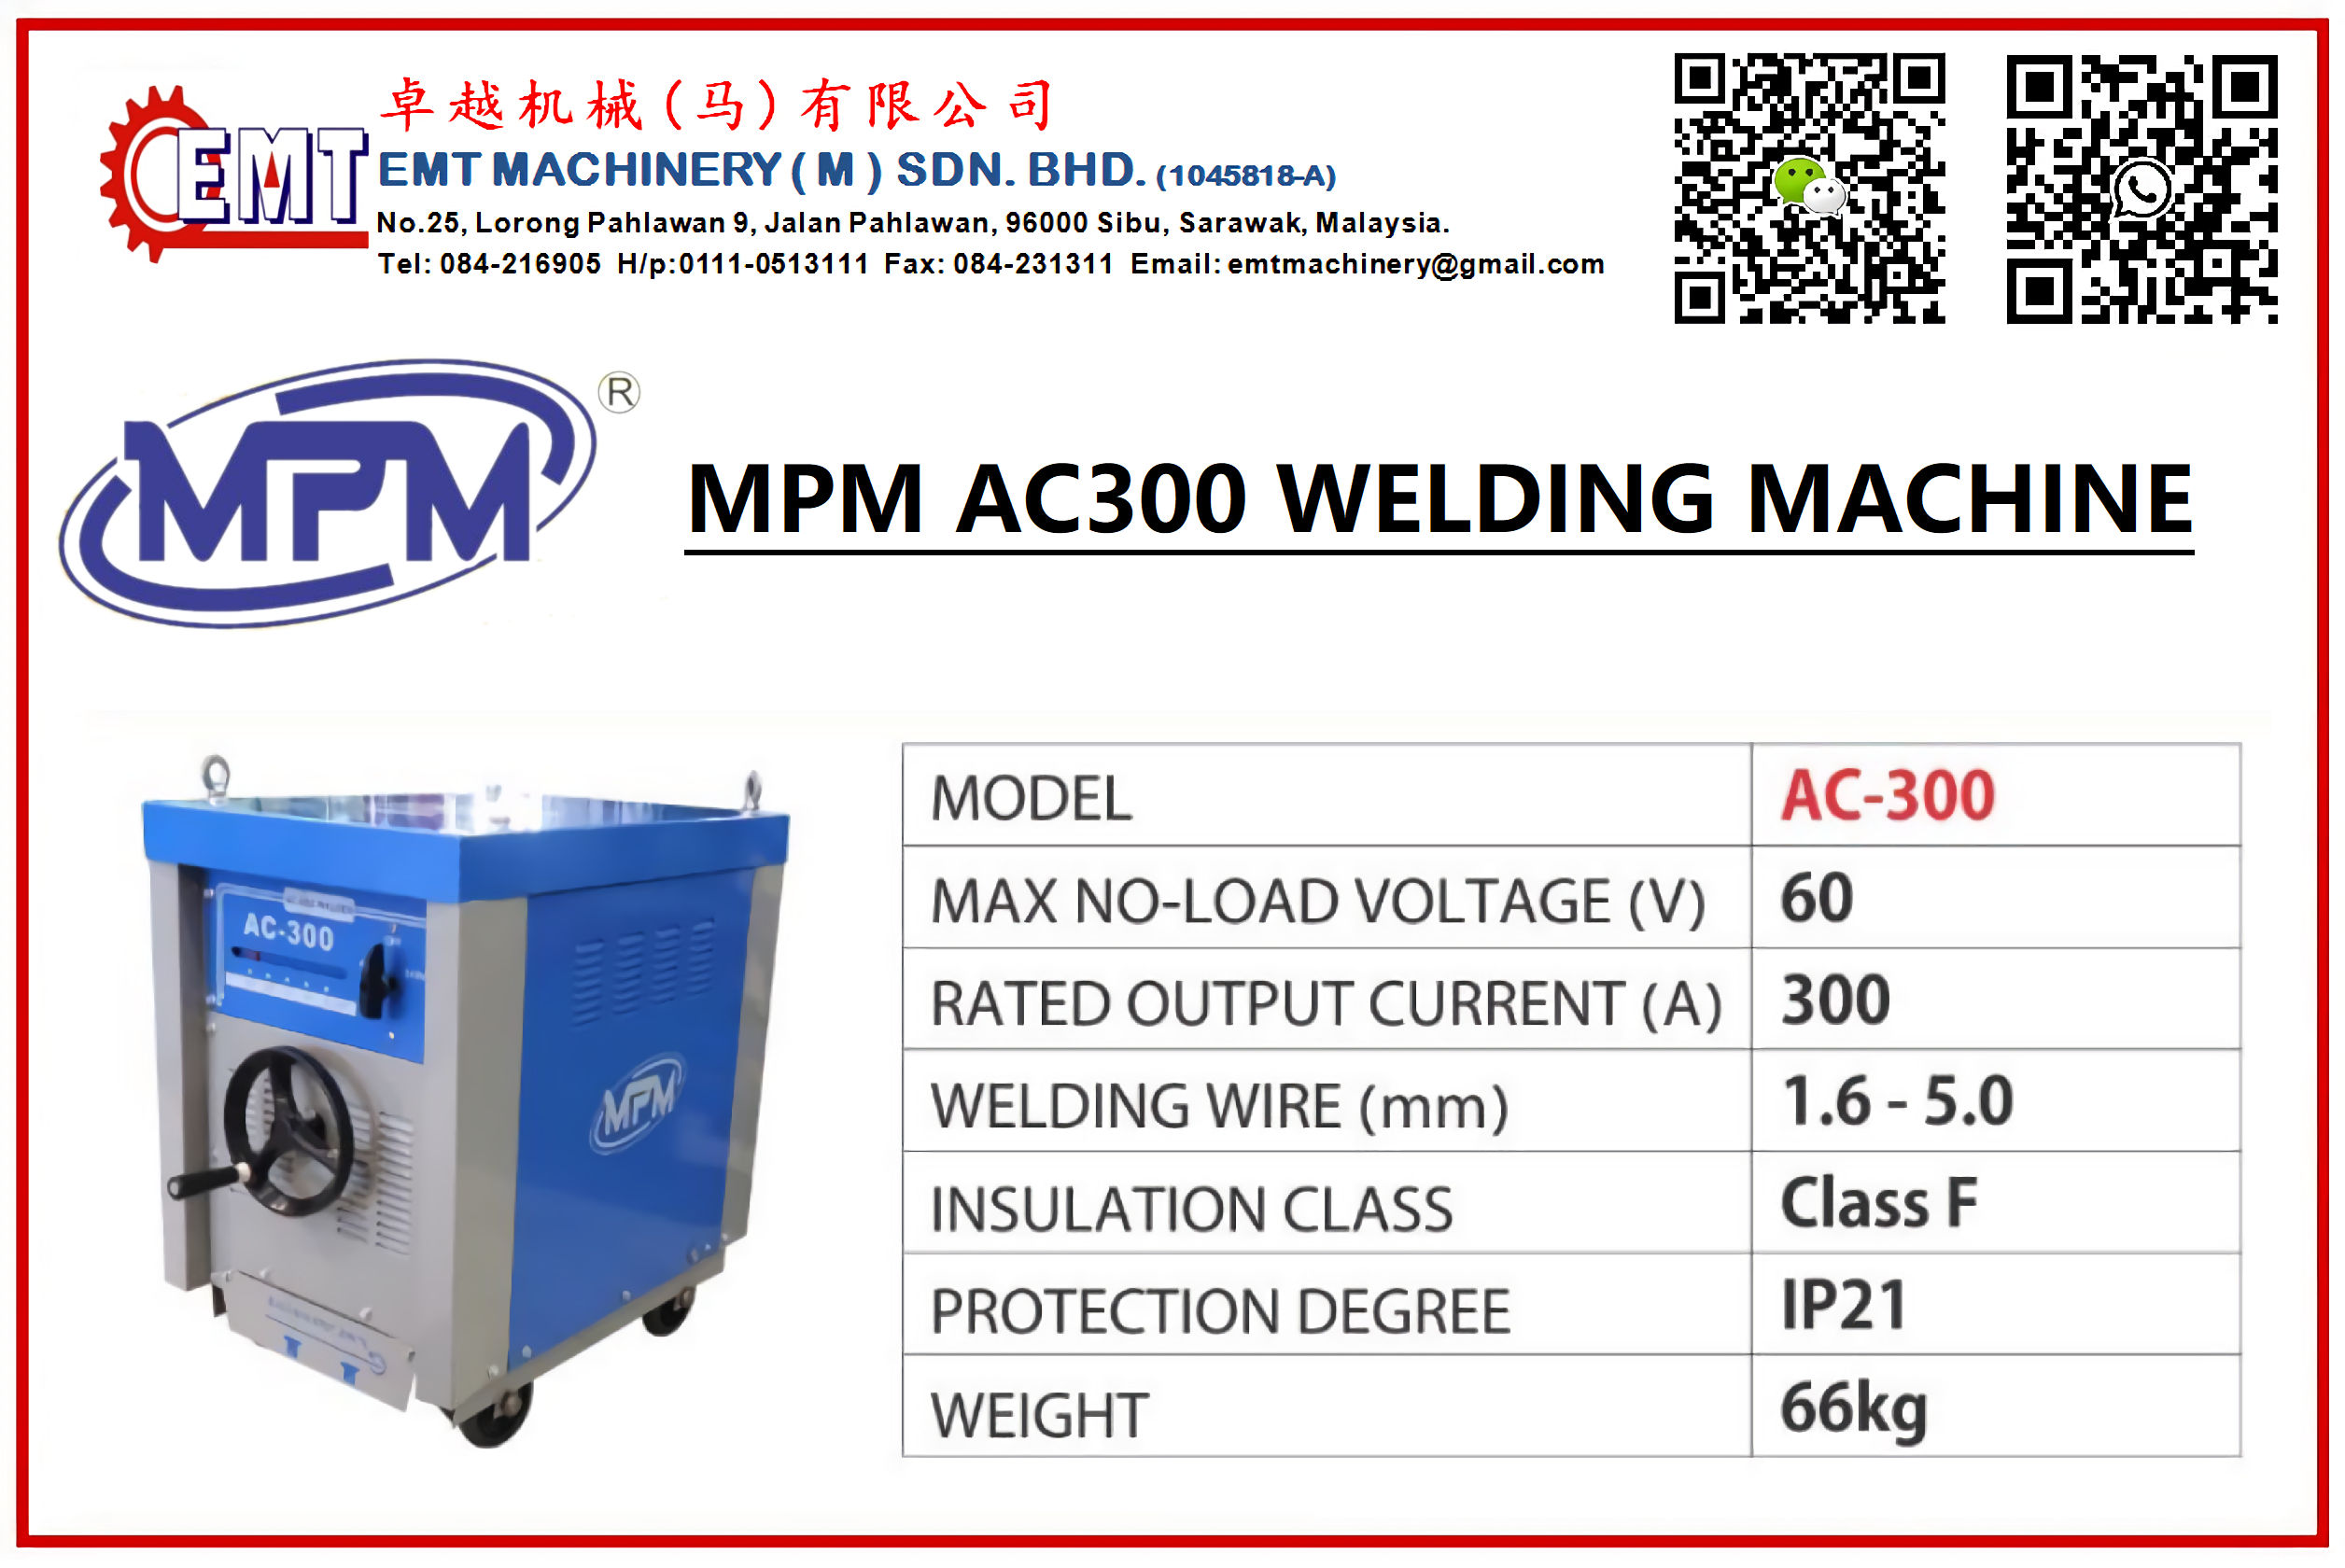 卓越机械(马)有限公司
EMT
EMT MACHINERY ( M ) SDN. BHD. (1045818-A)
No.25, Lorong Pahlawan 9, Jalan Pahlawan, 96000 Sibu, Sarawak, Malaysia.
Tel: 084-216905 H/p:0111-0513111 Fax: 084-231311 Email: emtmachinery@gmail.com
MPM ®
MPM AC300 WELDING MACHINE
AC-300
MPM
MODEL AC-300
MAX NO-LOAD VOLTAGE (V) 60
RATED OUTPUT CURRENT (A) 300
WELDING WIRE (mm) 1.6 - 5.0
INSULATION CLASS Class F
PROTECTION DEGREE IP21
WEIGHT 66kg